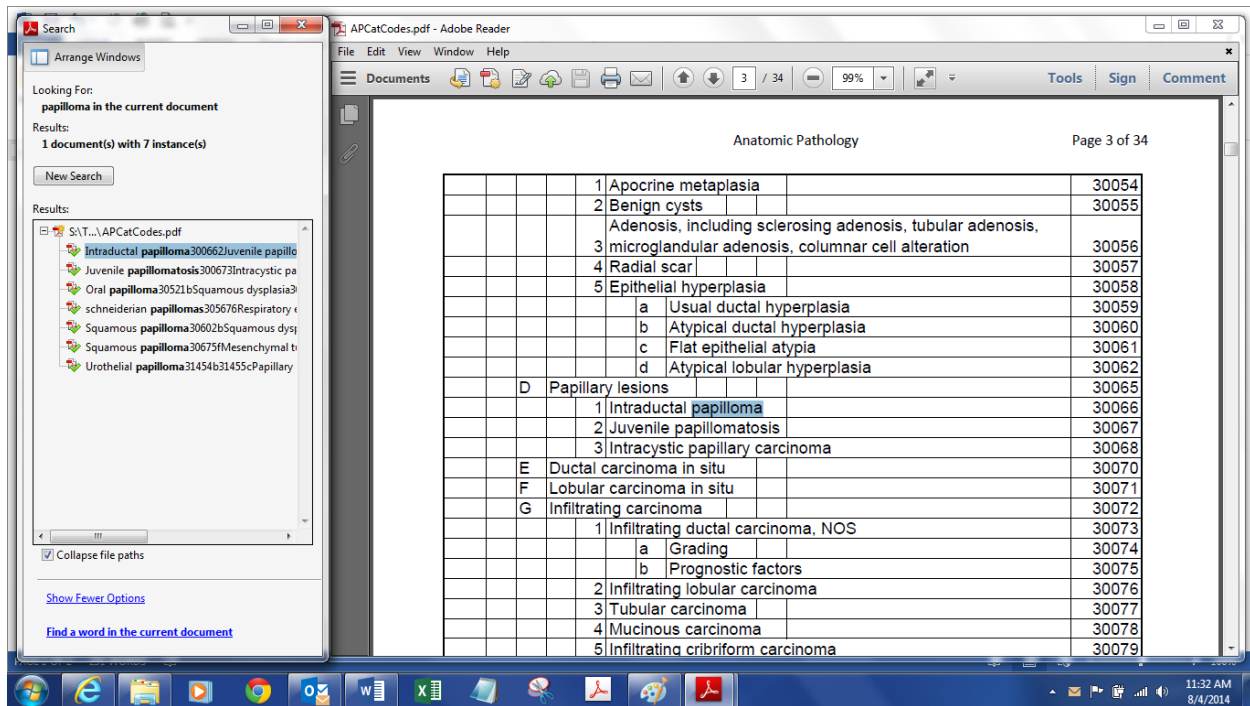 Search
Arrange Windows
Looking For:
papilloma in the current document
Results:
1 document(s) with 7 instance(s)
New Search
Results:
S:\T...\APCatCodes.pdf
Intraductal papilloma300662Juvenile papillo
Juvenile papillomatosis300673Intracystic pa
Oral papilloma30521bSquamous dysplasia3
schneiderian papillomas305676Respiratory e
Squamous papilloma30602bSquamous dysp
Squamous papilloma30675fMesenchymal t
Urothelial papilloma31454b31455cPapillary
Collapse file paths
Show Fewer Options
Find a word in the current document
APCatCodes.pdf - Adobe Reader
File Edit View Window Help
Documents 3 / 34 99% Tools Sign Comment
Anatomic Pathology Page 3 of 34
1 Apocrine metaplasia 30054
2 Benign cysts 30055
Adenosis, including sclerosing adenosis, tubular adenosis,
3 microglandular adenosis, columnar cell alteration 30056
4 Radial scar 30057
5 Epithelial hyperplasia 30058
a Usual ductal hyperplasia 30059
b Atypical ductal hyperplasia 30060
c Flat epithelial atypia 30061
d Atypical lobular hyperplasia 30062
D Papillary lesions 30065
1 Intraductal papilloma 30066
2 Juvenile papillomatosis 30067
3 Intracystic papillary carcinoma 30068
E Ductal carcinoma in situ 30070
F Lobular carcinoma in situ 30071
G Infiltrating carcinoma 30072
1 Infiltrating ductal carcinoma, NOS 30073
a Grading 30074
b Prognostic factors 30075
2 Infiltrating lobular carcinoma 30076
3 Tubular carcinoma 30077
4 Mucinous carcinoma 30078
5 Infiltrating cribriform carcinoma 30079
11:32 AM
8/4/2014